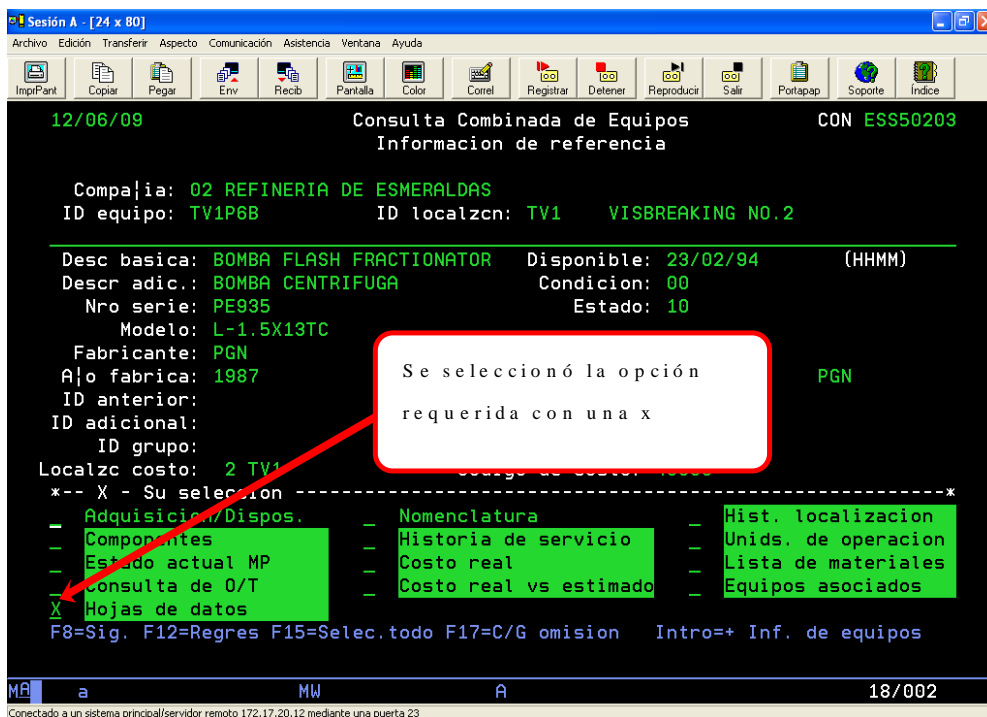 Sesión A - [24 x 80]
Archivo Edición Transferir Aspecto Comunicación Asistencia Ventana Ayuda
ImprPant Copiar Pegar Env Recib Pantalla Color Correl Registrar Detener Reproducir Salir Portapap Soporte Índice
12/06/09 Consulta Combinada de Equipos CON ESS50203
Informacion de referencia
Compa¦ia: 02 REFINERIA DE ESMERALDAS
ID equipo: TV1P6B ID localzcn: TV1 VISBREAKING NO.2
Desc basica: BOMBA FLASH FRACTIONATOR Disponible: 23/02/94 (HHMM)
Descr adic.: BOMBA CENTRIFUGA Condicion: 00
Nro serie: PE935 Estado: 10
Modelo: L-1.5X13TC
Fabricante: PGN
A¦o fabrica: 1987 PGN
ID anterior:
ID adicional:
ID grupo:
Localzc costo: 2 TV1
Se seleccionó la opción
requerida con una x
*-- X - Su seleccion --*
_ Adquisicion/Dispos. _ Nomenclatura _ Hist. localizacion
_ Componentes _ Historia de servicio _ Unids. de operacion
_ Estado actual MP _ Costo real _ Lista de materiales
_ Consulta de O/T _ Costo real vs estimado _ Equipos asociados
X Hojas de datos
F8=Sig. F12=Regres F15=Selec.todo F17=C/G omision Intro=+ Inf. de equipos
MA a MW A 18/002
Conectado a un sistema principal/servidor remoto 172.17.20.12 mediante una puerta 23